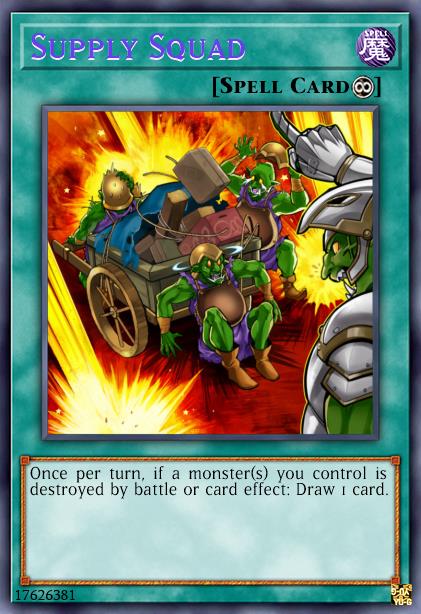 Supply Squad
SPELL
魔
[Spell Card]
Once per turn, if a monster(s) you control is
destroyed by battle or card effect: Draw 1 card.
17626381